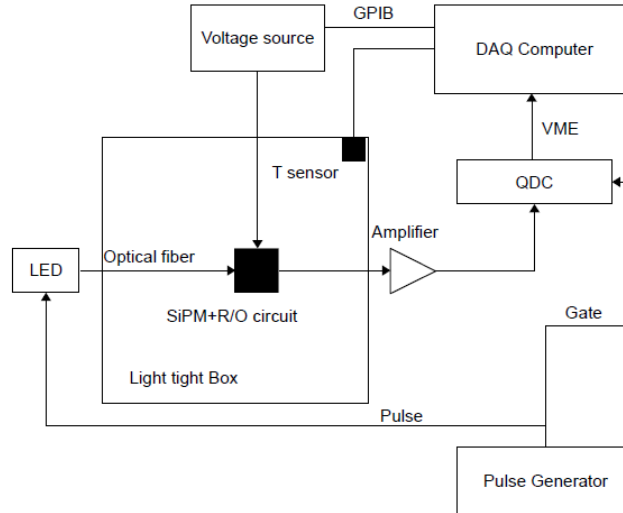 Voltage source
GPIB
DAQ Computer
VME
T sensor
QDC
Amplifier
LED
Optical fiber
SiPM+R/O circuit
Gate
Light tight Box
Pulse
Pulse Generator